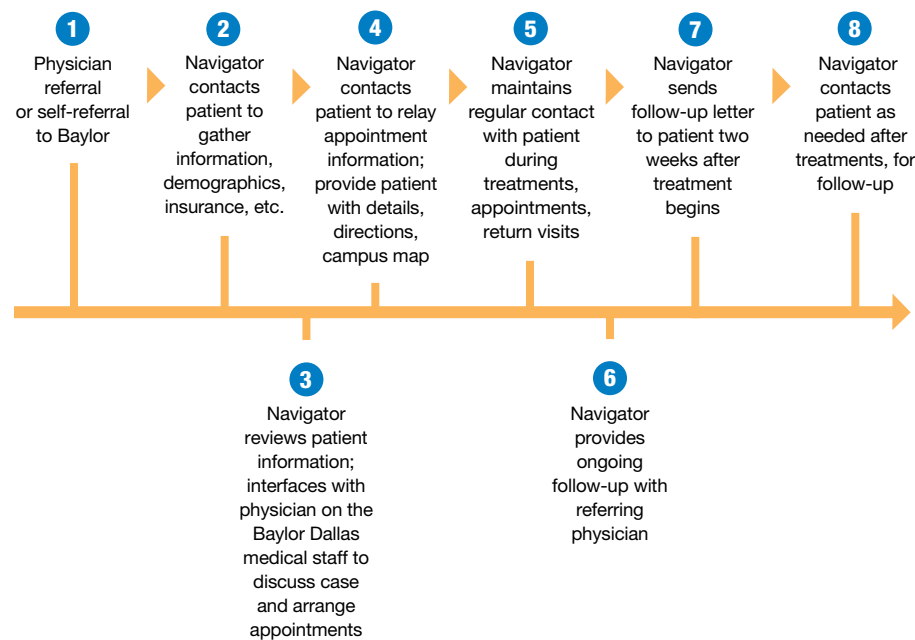 1
Physician
referral
or self-referral
to Baylor
2
Navigator
contacts
patient to
gather
information,
demographics,
insurance, etc.
3
Navigator
reviews patient
information;
interfaces with
physician on the
Baylor Dallas
medical staff to
discuss case
and arrange
appointments
4
Navigator
contacts
patient to relay
appointment
information;
provide patient
with details,
directions,
campus map
5
Navigator
maintains
regular contact
with patient
during
treatments,
appointments,
return visits
6
Navigator
provides
ongoing
follow-up with
referring
physician
7
Navigator
sends
follow-up letter
to patient two
weeks after
treatment
begins
8
Navigator
contacts
patient as
needed after
treatments, for
follow-up